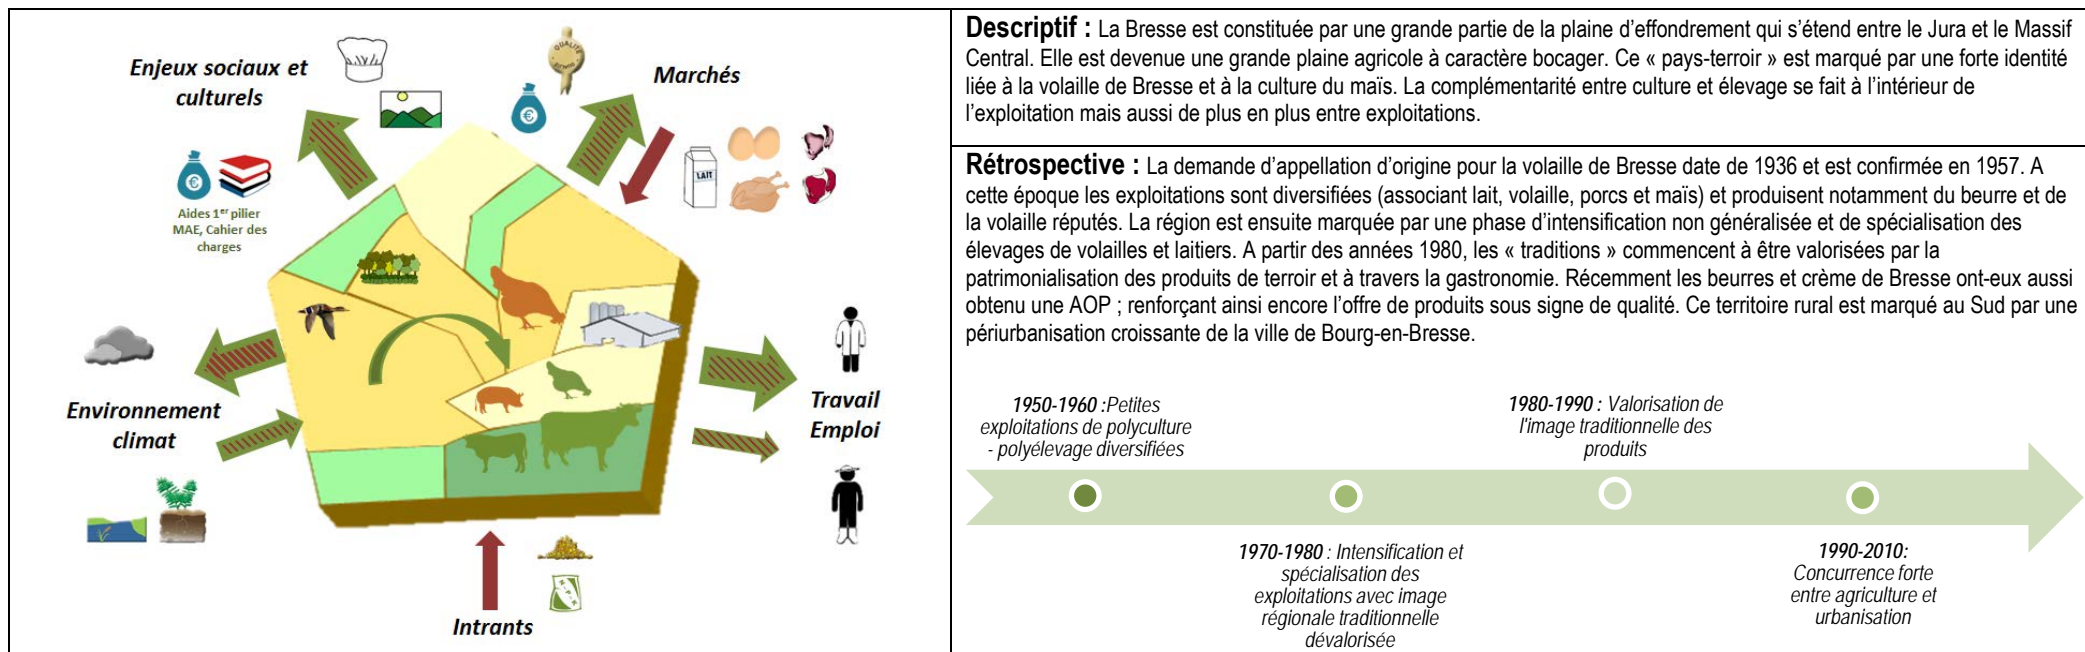 Enjeux sociaux et
culturels
Marchés
LAIT
QUALITE
Aides 1er pilier
MAE, Cahier des
charges
Environnement
climat
Travail
Emploi
Intrants
Descriptif : La Bresse est constituée par une grande partie de la plaine d’effondrement qui s’étend entre le Jura et le Massif
Central. Elle est devenue une grande plaine agricole à caractère bocager. Ce « pays-terroir » est marqué par une forte identité
liée à la volaille de Bresse et à la culture du maïs. La complémentarité entre culture et élevage se fait à l’intérieur de
l’exploitation mais aussi de plus en plus entre exploitations.
Rétrospective : La demande d’appellation d’origine pour la volaille de Bresse date de 1936 et est confirmée en 1957. A
cette époque les exploitations sont diversifiées (associant lait, volaille, porcs et maïs) et produisent notamment du beurre et de
la volaille réputés. La région est ensuite marquée par une phase d’intensification non généralisée et de spécialisation des
élevages de volailles et laitiers. A partir des années 1980, les « traditions » commencent à être valorisées par la
patrimonialisation des produits de terroir et à travers la gastronomie. Récemment les beurres et crème de Bresse ont-eux aussi
obtenu une AOP ; renforçant ainsi encore l’offre de produits sous signe de qualité. Ce territoire rural est marqué au Sud par une
périurbanisation croissante de la ville de Bourg-en-Bresse.
1950-1960 :Petites
exploitations de polyculture
- polyélevage diversifiées
1980-1990 : Valorisation de
l'image traditionnelle des
produits
1970-1980 : Intensification et
spécialisation des
exploitations avec image
régionale traditionnelle
dévalorisée
1990-2010:
Concurrence forte
entre agriculture et
urbanisation